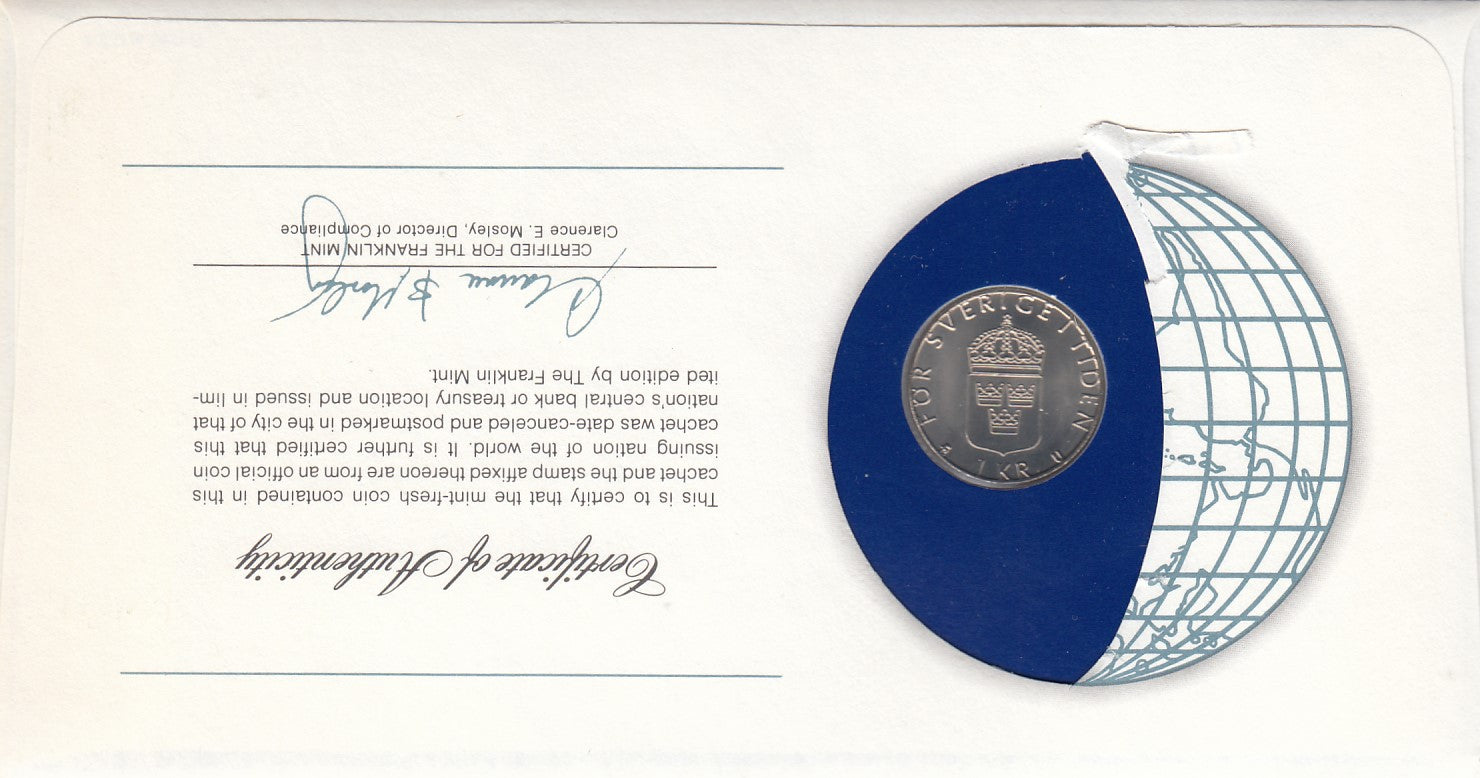 Certificate of Authenticity
This is to certify that the mint-fresh coin contained in this
cachet and the stamp affixed thereon are from an official coin
issuing nation of the world. It is further certified that this
cachet was date-canceled and postmarked in the city of that
nation's central bank or treasury location and issued in lim-
ited edition by The Franklin Mint.
Clarence E. Mosley
CERTIFIED FOR THE FRANKLIN MINT
Clarence E. Mosley, Director of Compliance
FÖR SVERIGE I TIDEN
1 KR
U